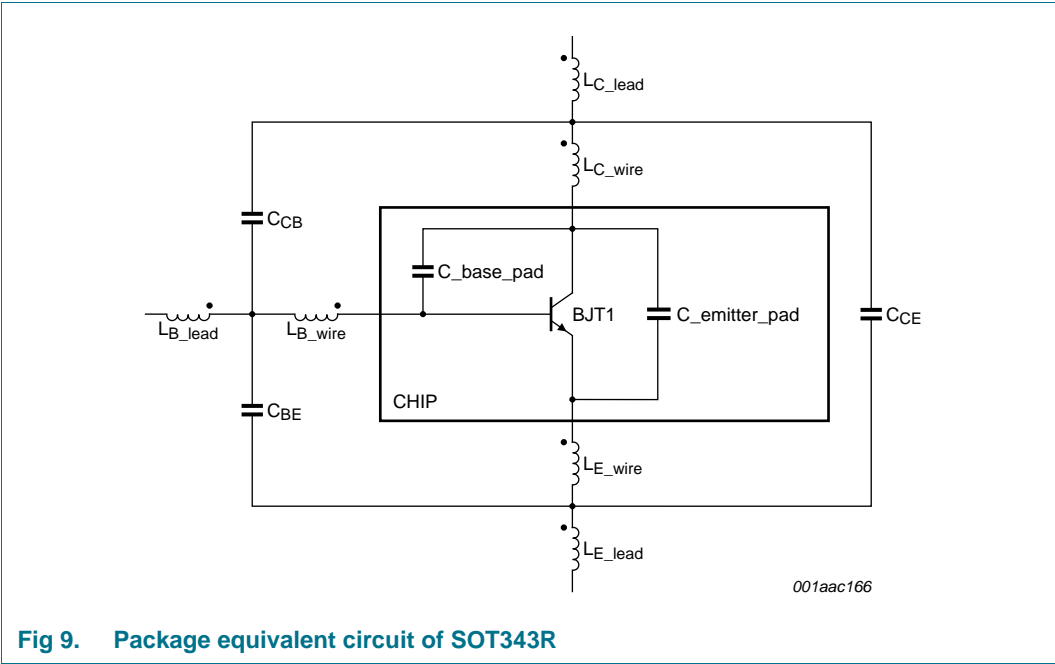 LC_lead
LC_wire
CCB
C_base_pad
BJT1
C_emitter_pad
CCE
LB_lead
LB_wire
CHIP
CBE
LE_wire
LE_lead
001aac166
Fig 9. Package equivalent circuit of SOT343R